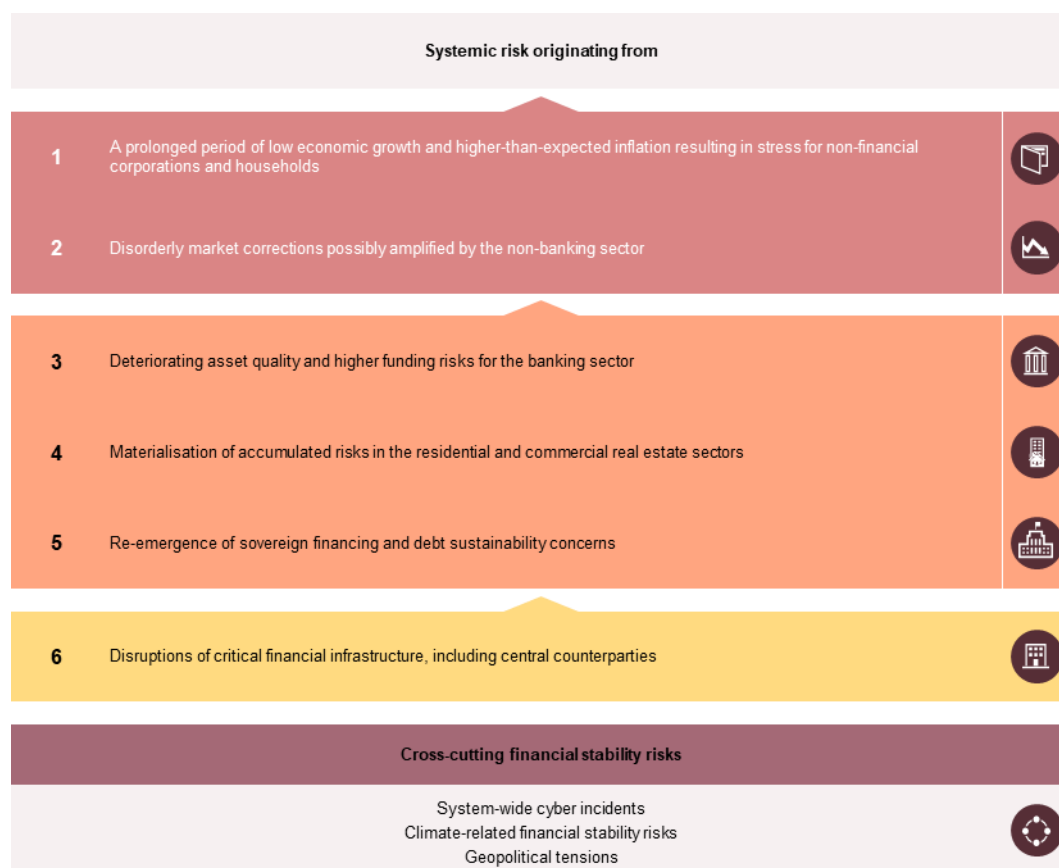 Systemic risk originating from
1
A prolonged period of low economic growth and higher-than-expected inflation resulting in stress for non-financial
corporations and households
2
Disorderly market corrections possibly amplified by the non-banking sector
3
Deteriorating asset quality and higher funding risks for the banking sector
4
Materialisation of accumulated risks in the residential and commercial real estate sectors
5
Re-emergence of sovereign financing and debt sustainability concerns
6
Disruptions of critical financial infrastructure, including central counterparties
Cross-cutting financial stability risks
System-wide cyber incidents
Climate-related financial stability risks
Geopolitical tensions